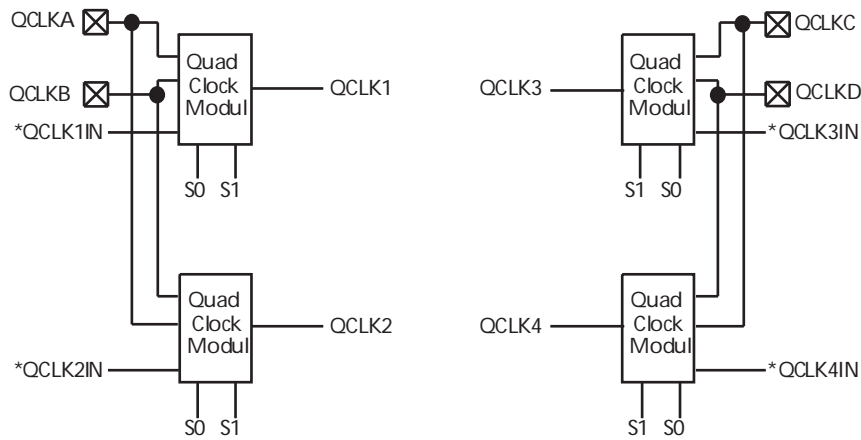 QCLKA
QCLKB
*QCLK1IN
Quad
Clock
Modul
QCLK1
S0 S1
QCLK3
Quad
Clock
Modul
QCLKC
QCLKD
*QCLK3IN
S1 S0
*QCLK2IN
Quad
Clock
Modul
QCLK2
S0 S1
QCLK4
Quad
Clock
Modul
*QCLK4IN
S1 S0